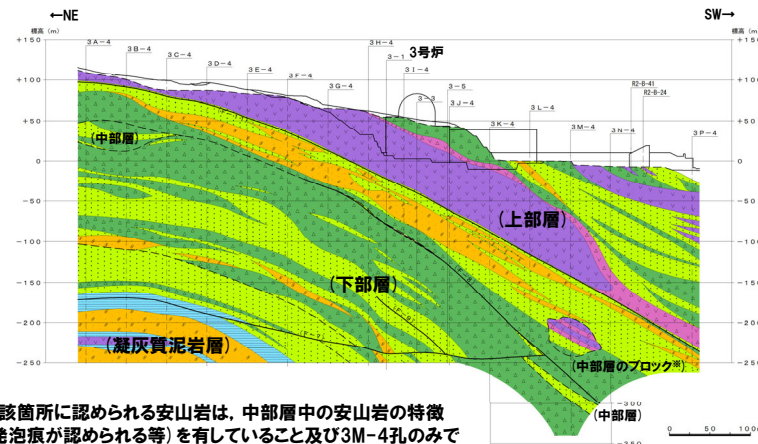 ←NE
SW→
標高(m)
標高(m)
3A-4
3B-4
3C-4
3D-4
3E-4
3F-4
3G-4
3H-4
3-1
3号炉
3I-4
3-3
3-5
3J-4
3K-4
3L-4
3M-4
3N-4
R2-B-41
R2-B-24
3P-4
+150
+100
+50
0
-50
-100
-150
-200
-250
+150
+100
+50
0
-50
-100
-150
-200
-250
(中部層)
(上部層)
(下部層)
(凝灰質泥岩層)
(中部層のブロック※)
(中部層)
-300
-350
0 50 100m
該箇所に認められる安山岩は,中部層中の安山岩の特徴
発泡痕が認められる等)を有していること及び3M-4孔のみで